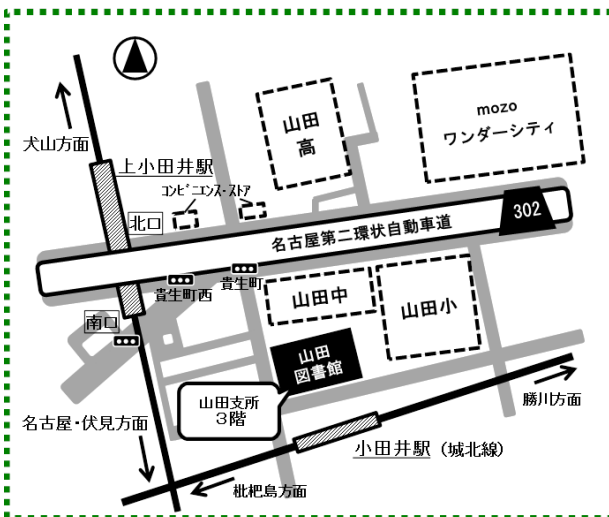 犬山方面
上小田井駅
コンビニエンス・ストア
北口
山田
高
mozo
ワンダーシティ
302
名古屋第二環状自動車道
貴生町西
貴生町
南口
山田中
山田小
山田
図書館
山田支所
3階
名古屋・伏見方面
小田井駅（城北線）
勝川方面
枇杷島方面